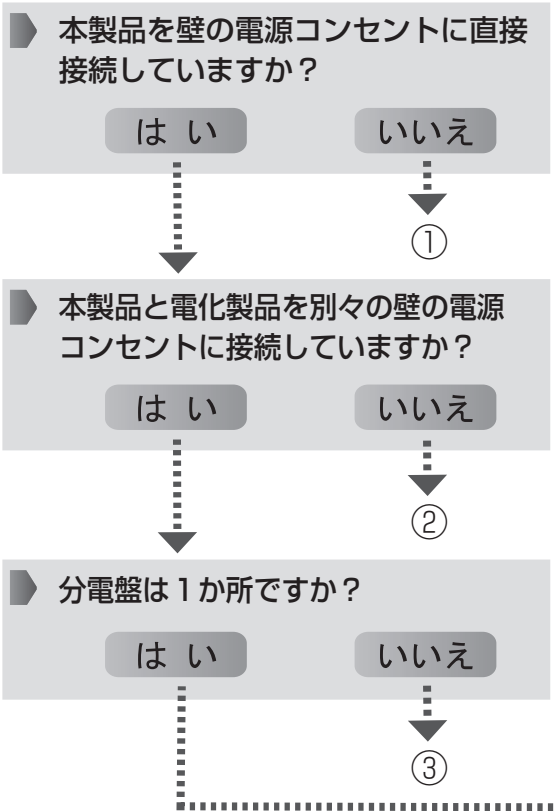 本製品を壁の電源コンセントに直接
接続していますか？
はい いいえ
①
本製品と電化製品を別々の壁の電源
コンセントに接続していますか？
はい いいえ
②
分電盤は１か所ですか？
はい いいえ
③